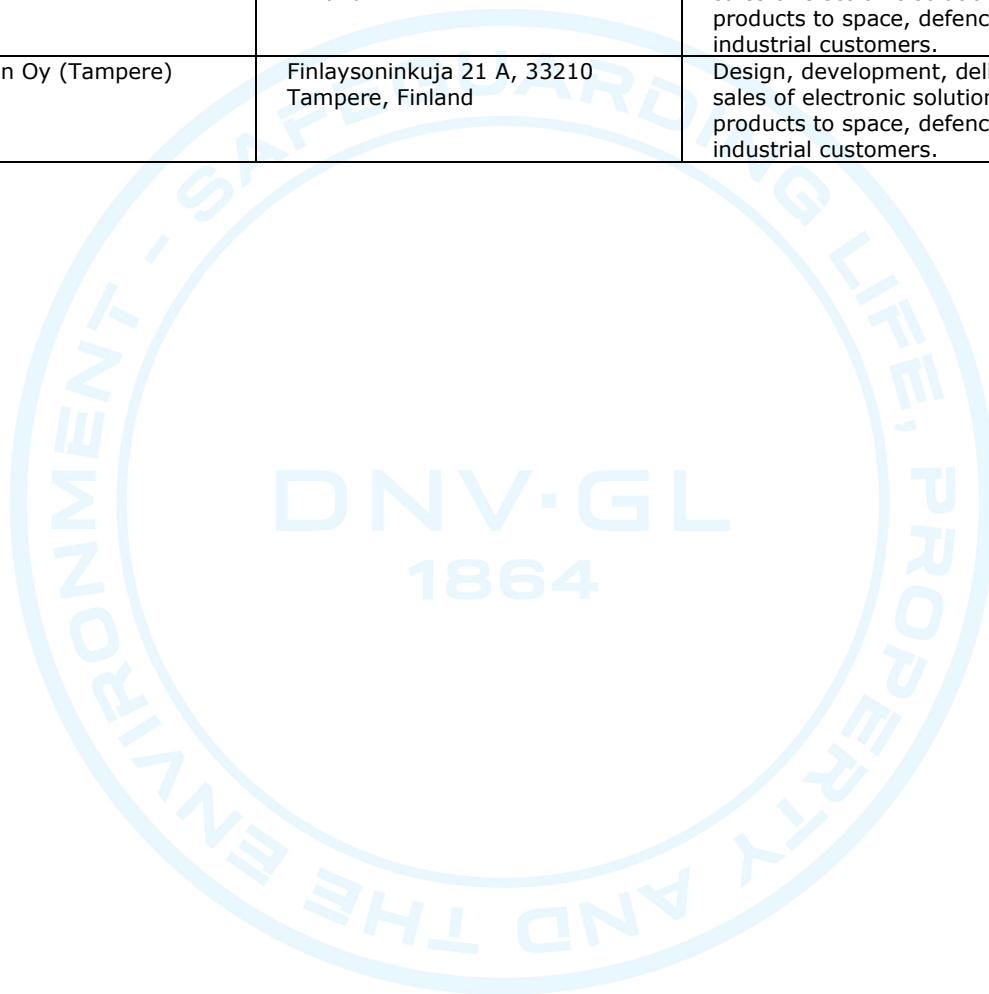 products to space, defenc
industrial customers.
n Oy (Tampere)
Finlaysoninkuja 21 A, 33210
Tampere, Finland
Design, development, deli
sales of electronic solution
products to space, defenc
industrial customers.
SAFEGUARDING LIFE, PROPERTY AND THE ENVIRONMENT -
DNV·GL
1864